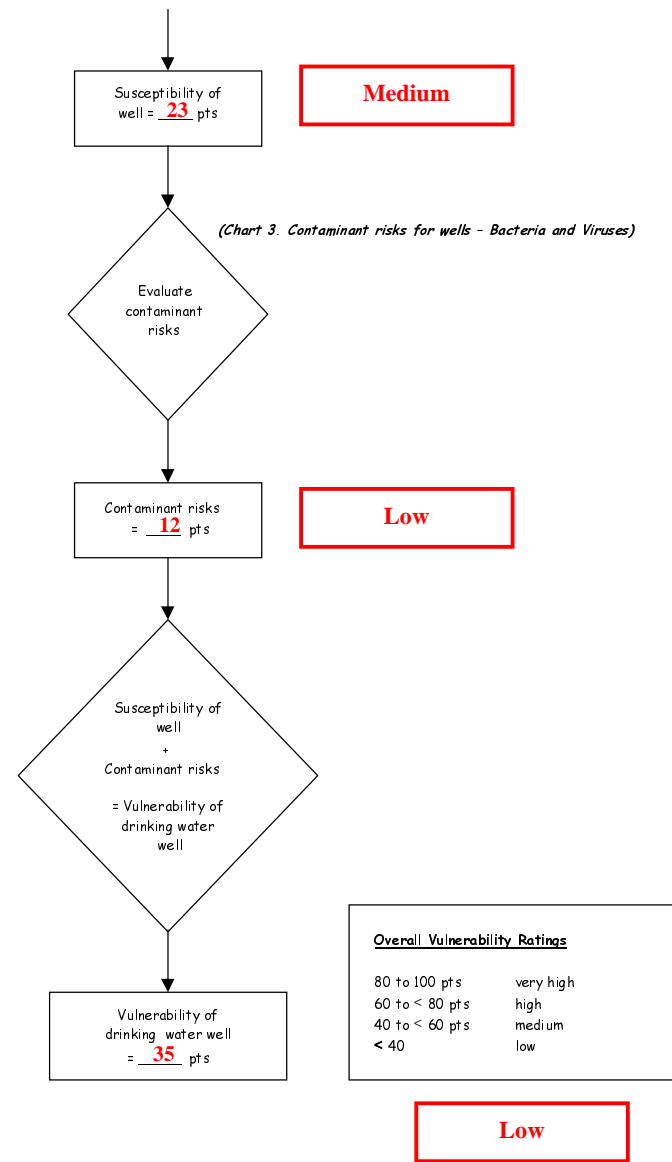 Susceptibility of
well = 23 pts
Medium
(Chart 3. Contaminant risks for wells – Bacteria and Viruses)
Evaluate
contaminant
risks
Contaminant risks
= 12 pts
Low
Susceptibility of
well
+
Contaminant risks
= Vulnerability of
drinking water
well
Vulnerability of
drinking water well
= 35 pts
Overall Vulnerability Ratings
80 to 100 pts very high
60 to < 80 pts high
40 to < 60 pts medium
< 40 low
Low